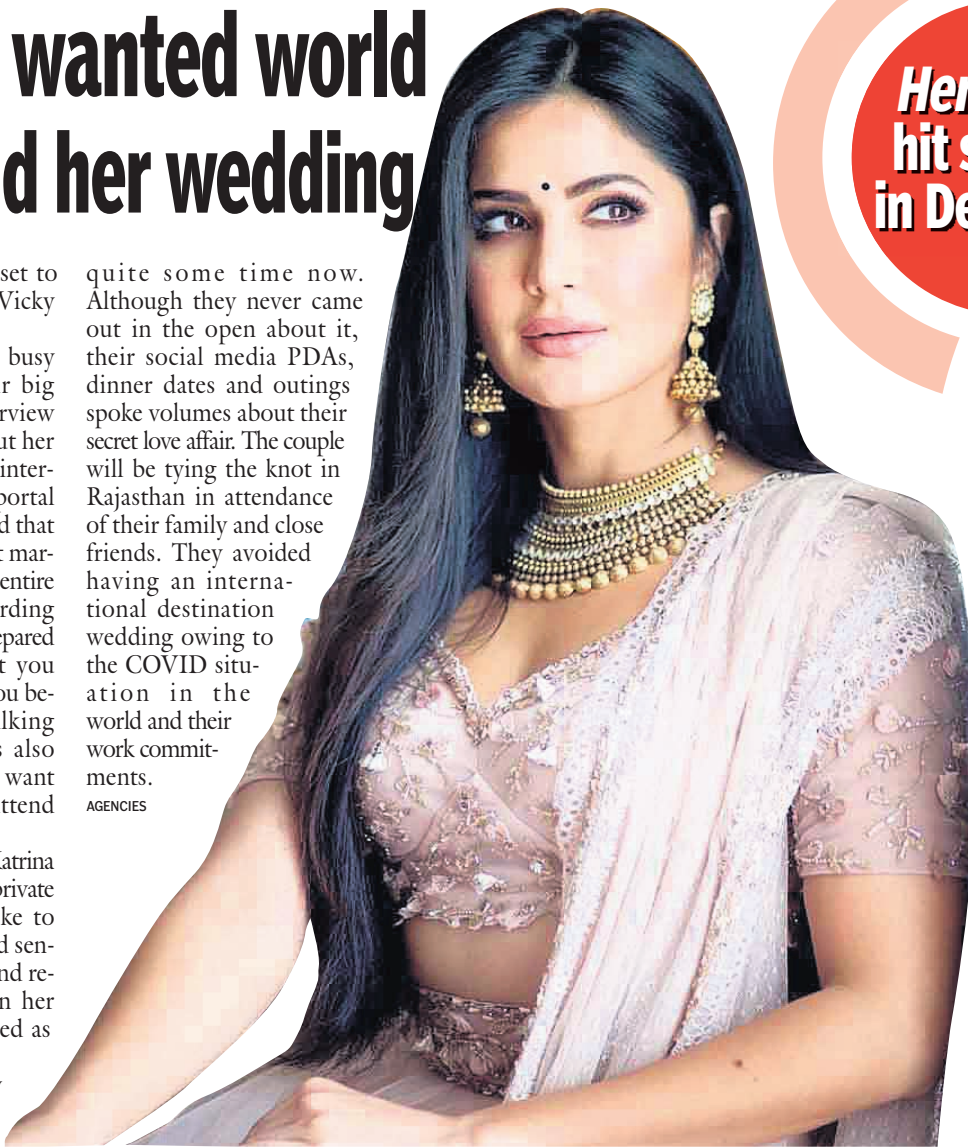 wanted world
d her wedding
set to
Vicky
busy
r big
rview
ut her
inter-
portal
d that
t mar-
entire
rding
epared
t you
ou be-
lking
s also
want
ttend
Katrina
private
ke to
d sen-
nd re-
n her
ed as
quite some time now.
Although they never came
out in the open about it,
their social media PDAs,
dinner dates and outings
spoke volumes about their
secret love affair. The couple
will be tying the knot in
Rajasthan in attendance
of their family and close
friends. They avoided
having an interna-
tional destination
wedding owing to
the COVID situ-
ation in the
world and their
work commit-
ments.
AGENCIES
Her
hit s
in De